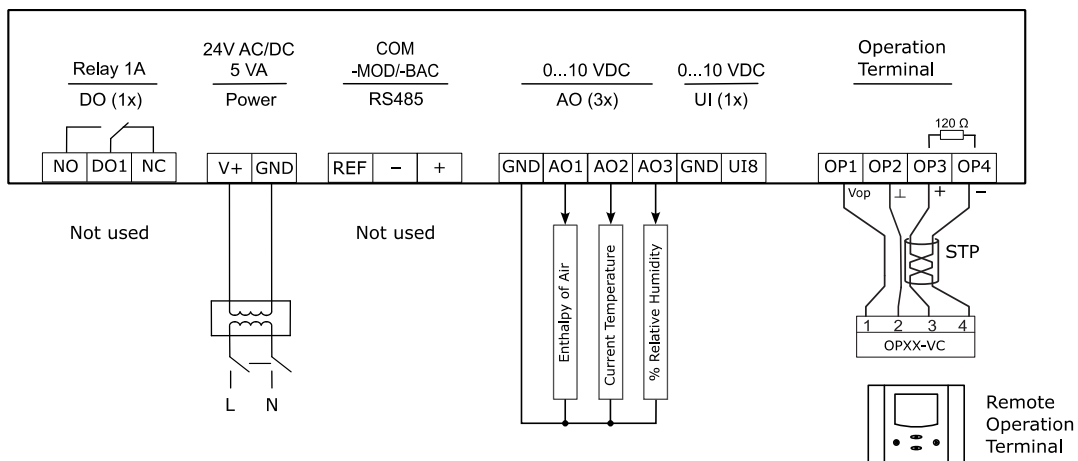 Relay 1A
DO (1x)
24V AC/DC
5 VA
Power
COM
-MOD/-BAC
RS485
0...10 VDC
AO (3x)
0...10 VDC
UI (1x)
Operation
Terminal
120 Ω
NO DO1 NC
V+ GND
REF − +
GND AO1 AO2 AO3 GND UI8
OP1 OP2 OP3 OP4
Vop ⊥ + −
Not used
Not used
STP
Enthalpy of Air
Current Temperature
% Relative Humidity
1 2 3 4
OPXX-VC
L N
Remote
Operation
Terminal